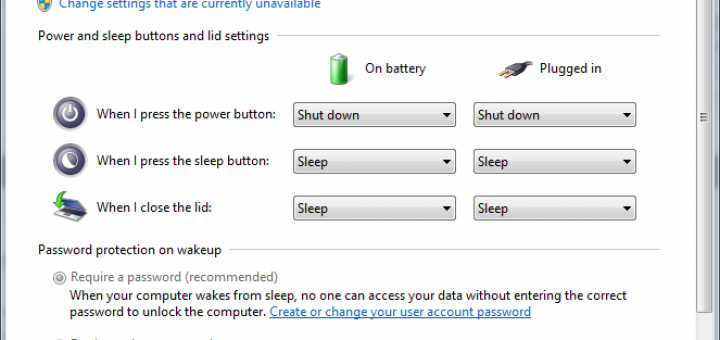 Change settings that are currently unavailable
Power and sleep buttons and lid settings
On battery
Plugged in
When I press the power button:
Shut down
Shut down
When I press the sleep button:
Sleep
Sleep
When I close the lid:
Sleep
Sleep
Password protection on wakeup
Require a password (recommended)
When your computer wakes from sleep, no one can access your data without entering the correct
password to unlock the computer. Create or change your user account password